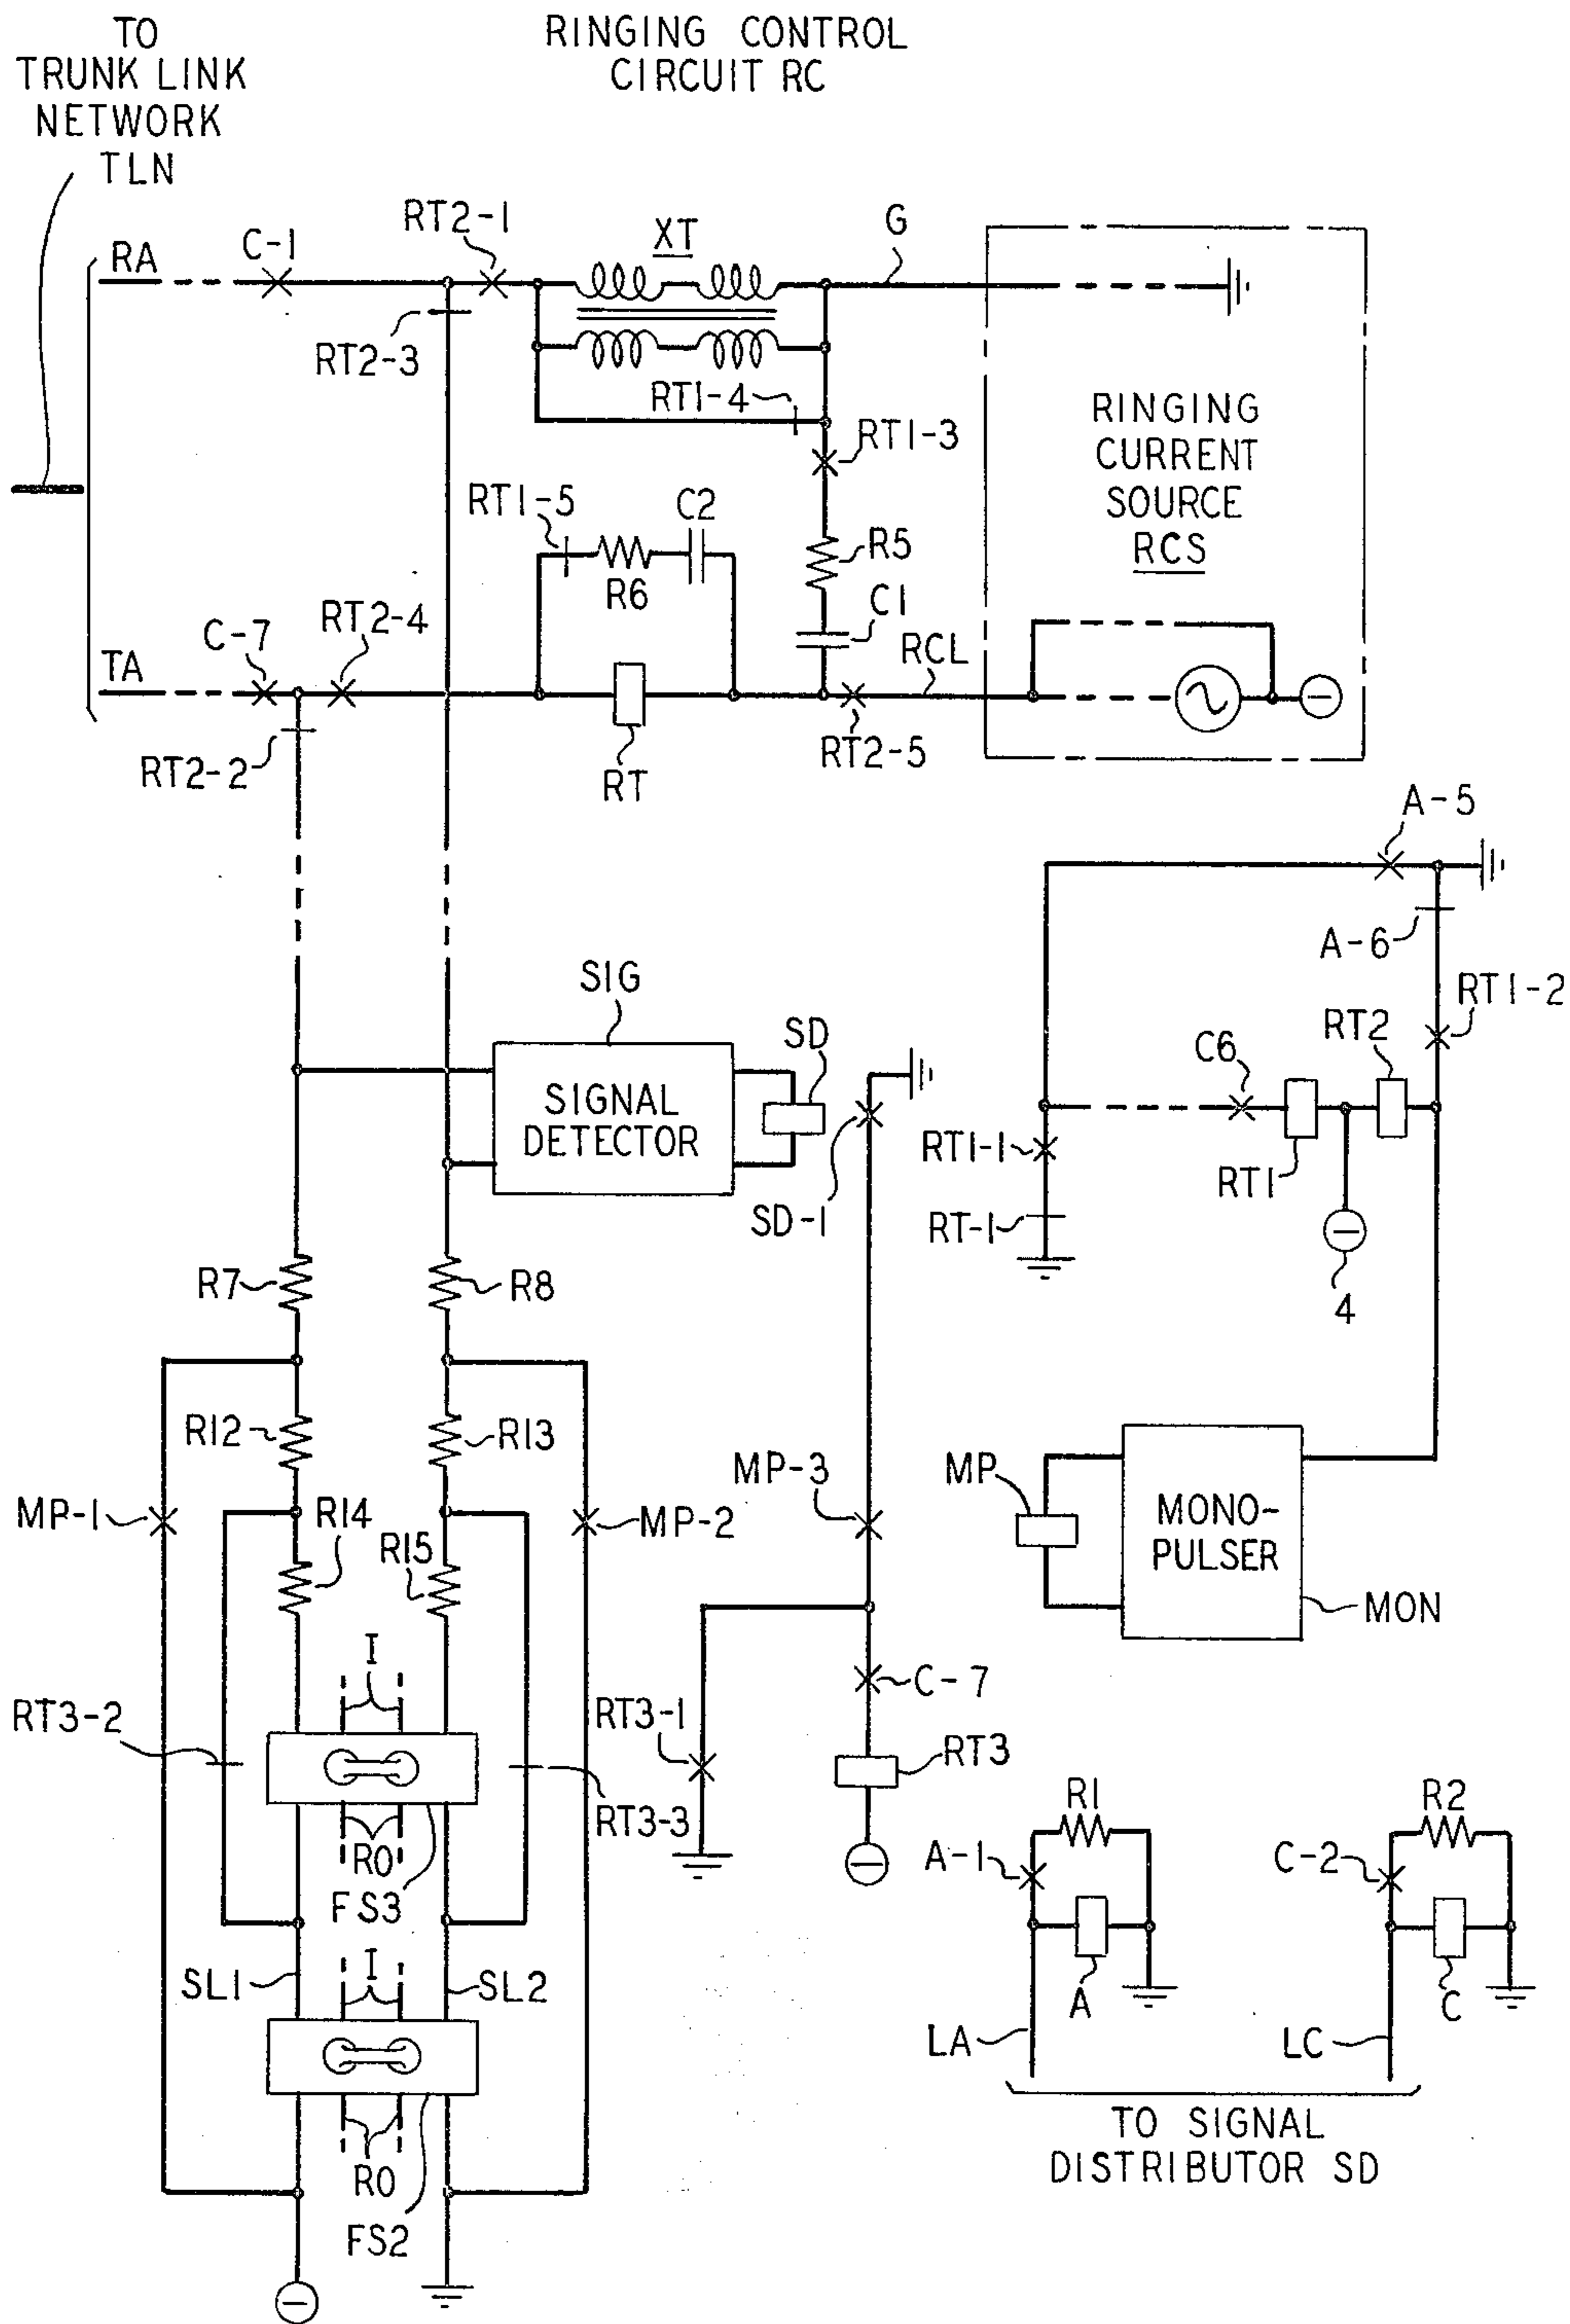 TO
TRUNK LINK
NETWORK
TLN
RINGING CONTROL
CIRCUIT RC
RA
C-1
RT2-1
XT
G
RT2-3
RT1-4
RT1-3
RINGING
CURRENT
SOURCE
RCS
RT1-5
C2
R6
R5
C1
TA
C-7
RT2-4
RCL
RT2-2
RT
RT2-5
A-5
A-6
SIG
SIGNAL
DETECTOR
SD
SD-1
RT1-2
RT2
C6
RT1-1
RT1
RT-1
4
R7
R8
R12
R13
MP-1
R14
R15
MP-2
MP-3
MP
MONO-
PULSER
MON
I
RT3-2
RT3-1
C-7
RT3
RT3-3
RO
FS3
SL1
I
SL2
RO
FS2
R1
A-1
A
LA
R2
C-2
C
LC
TO SIGNAL
DISTRIBUTOR SD